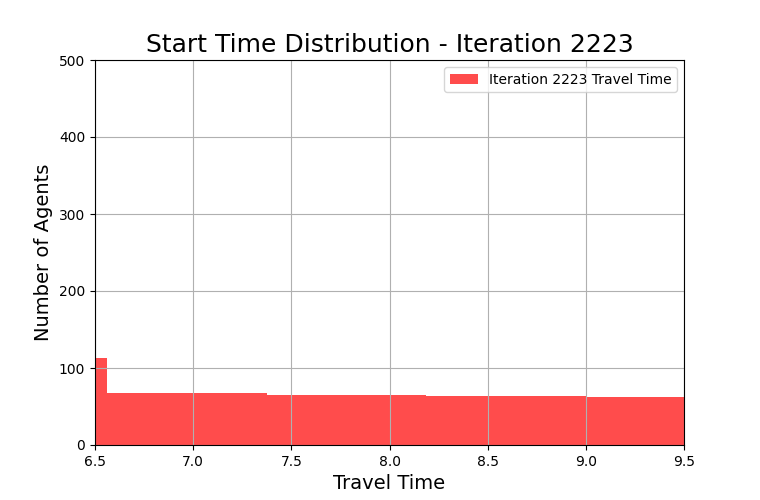 Start Time Distribution - Iteration 2223
Iteration 2223 Travel Time
Number of Agents
500
400
300
200
100
0
6.5 7.0 7.5 8.0 8.5 9.0 9.5
Travel Time